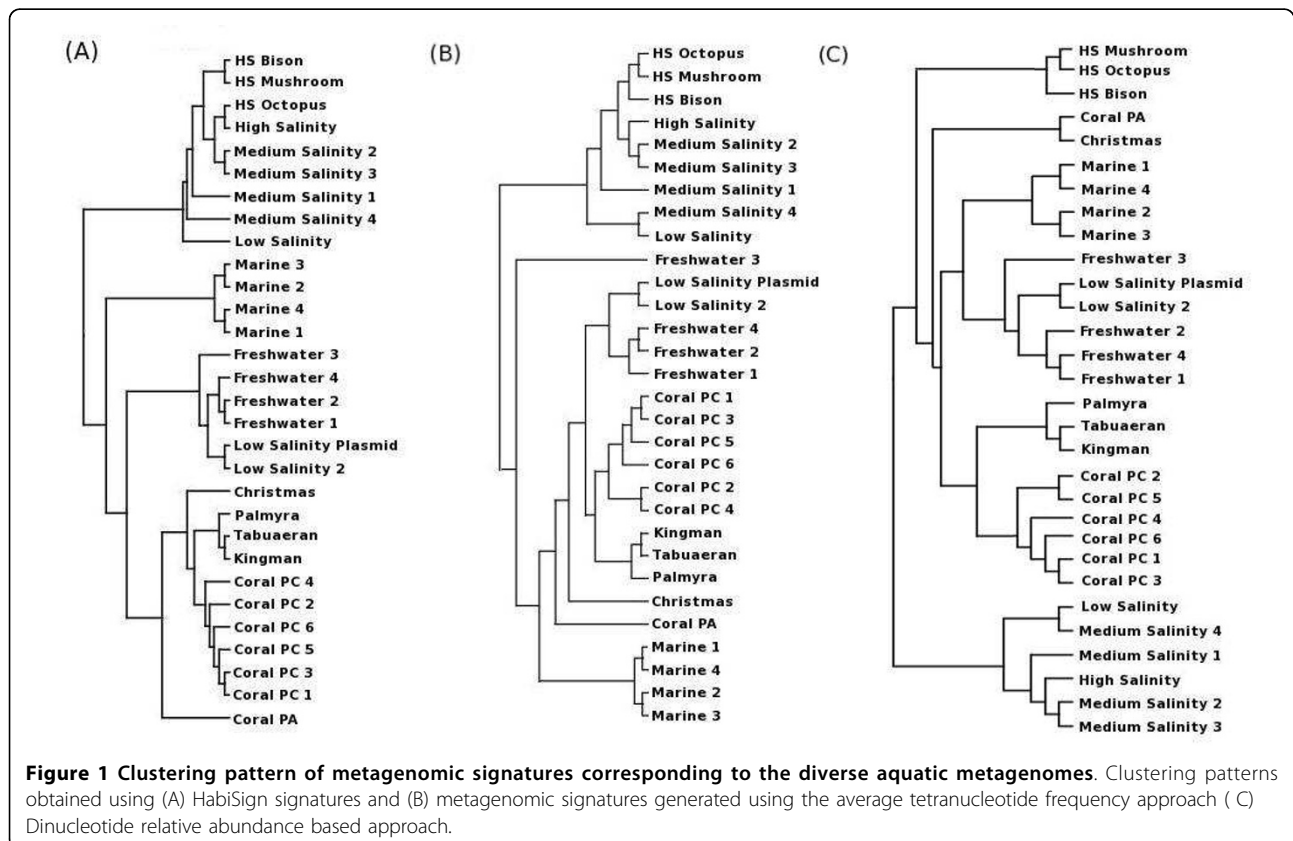 (A)
HS Bison
HS Mushroom
HS Octopus
High Salinity
Medium Salinity 2
Medium Salinity 3
Medium Salinity 1
Medium Salinity 4
Low Salinity
Marine 3
Marine 2
Marine 4
Marine 1
Freshwater 3
Freshwater 4
Freshwater 2
Freshwater 1
Low Salinity Plasmid
Low Salinity 2
Christmas
Palmyra
Tabuaeran
Kingman
Coral PC 4
Coral PC 2
Coral PC 6
Coral PC 5
Coral PC 3
Coral PC 1
Coral PA
(B)
HS Octopus
HS Mushroom
HS Bison
High Salinity
Medium Salinity 2
Medium Salinity 3
Medium Salinity 1
Medium Salinity 4
Low Salinity
Freshwater 3
Low Salinity Plasmid
Low Salinity 2
Freshwater 4
Freshwater 2
Freshwater 1
Coral PC 1
Coral PC 3
Coral PC 5
Coral PC 6
Coral PC 2
Coral PC 4
Kingman
Tabuaeran
Palmyra
Christmas
Coral PA
Marine 1
Marine 4
Marine 2
Marine 3
(C)
HS Mushroom
HS Octopus
HS Bison
Coral PA
Christmas
Marine 1
Marine 4
Marine 2
Marine 3
Freshwater 3
Low Salinity Plasmid
Low Salinity 2
Freshwater 2
Freshwater 4
Freshwater 1
Palmyra
Tabuaeran
Kingman
Coral PC 2
Coral PC 5
Coral PC 4
Coral PC 6
Coral PC 1
Coral PC 3
Low Salinity
Medium Salinity 4
Medium Salinity 1
High Salinity
Medium Salinity 2
Medium Salinity 3
Figure 1 Clustering pattern of metagenomic signatures corresponding to the diverse aquatic metagenomes. Clustering patterns
obtained using (A) HabiSign signatures and (B) metagenomic signatures generated using the average tetranucleotide frequency approach ( C)
Dinucleotide relative abundance based approach.